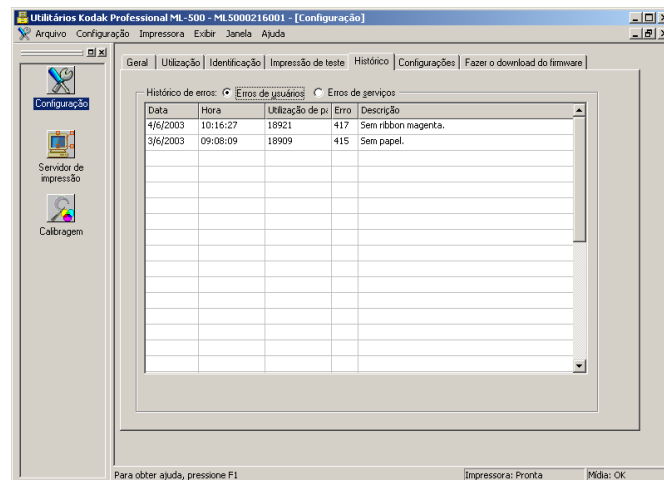 Utilitários Kodak Professional ML-500 - ML5000216001 - [Configuração]
Arquivo Configuração Impressora Exibir Janela Ajuda
Configuração
Servidor de
impressão
Calibragem
Geral Utilização Identificação Impressão de teste Histórico Configurações Fazer o download do firmware
Histórico de erros: Erros de usuários Erros de serviços
Data Hora Utilização de pa Erro Descrição
4/6/2003 10:16:27 18921 417 Sem ribbon magenta.
3/6/2003 09:08:09 18909 415 Sem papel.
Para obter ajuda, pressione F1 Impressora: Pronta Mídia: OK